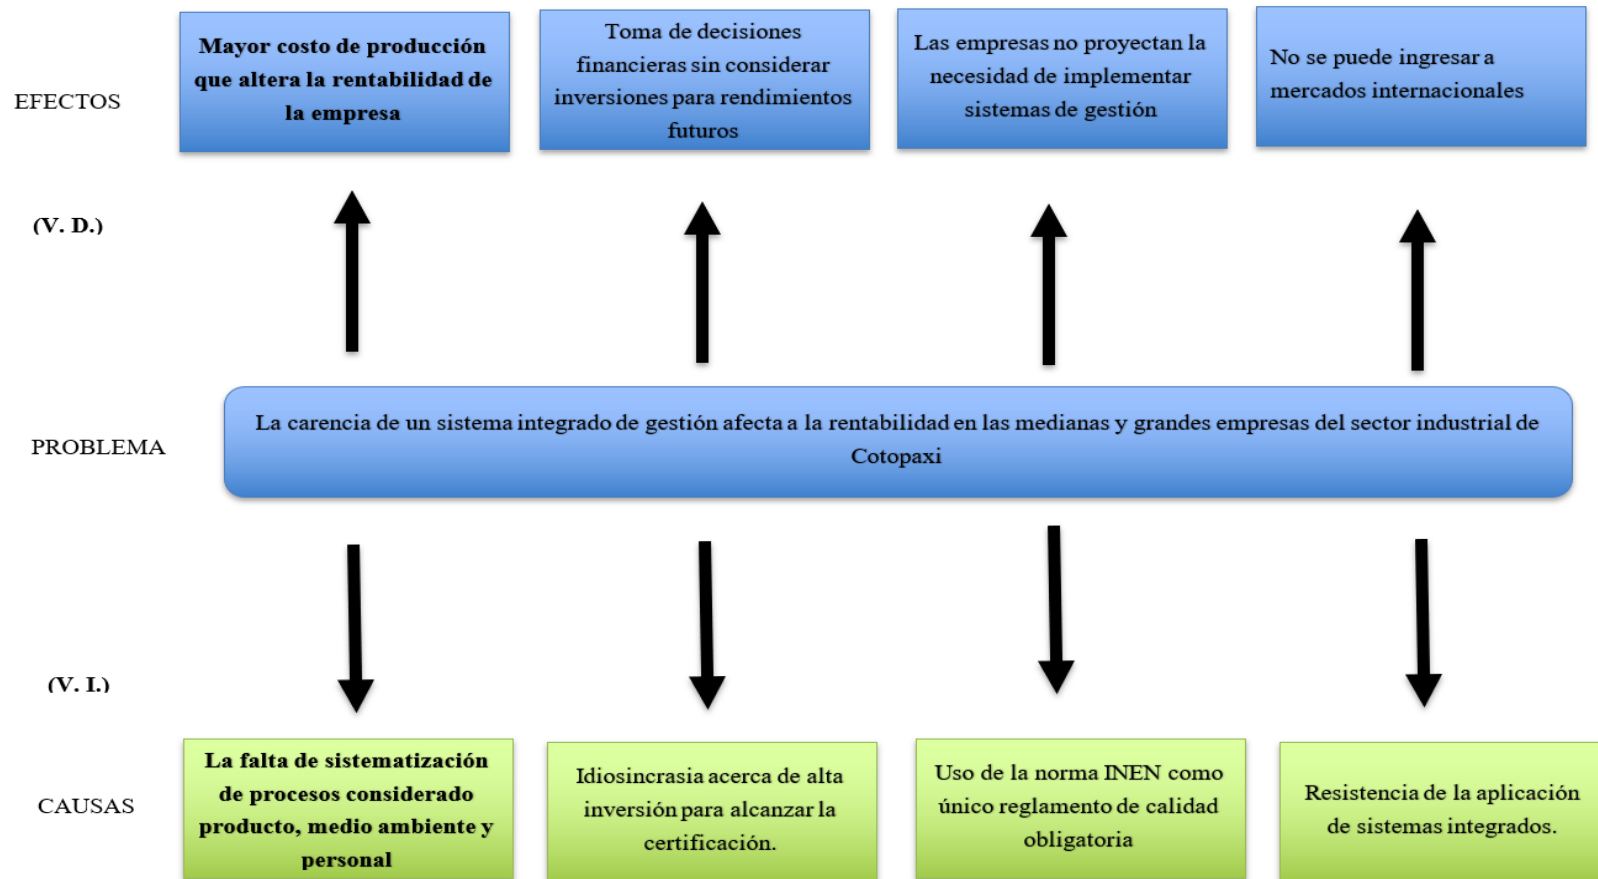 EFECTOS
Mayor costo de producción
que altera la rentabilidad de
la empresa
Toma de decisiones
financieras sin considerar
inversiones para rendimientos
futuros
Las empresas no proyectan la
necesidad de implementar
sistemas de gestión
No se puede ingresar a
mercados internacionales
(V. D.)
PROBLEMA
La carencia de un sistema integrado de gestión afecta a la rentabilidad en las medianas y grandes empresas del sector industrial de
Cotopaxi
(V. I.)
CAUSAS
La falta de sistematización
de procesos considerado
producto, medio ambiente y
personal
Idiosincrasia acerca de alta
inversión para alcanzar la
certificación.
Uso de la norma INEN como
único reglamento de calidad
obligatoria
Resistencia de la aplicación
de sistemas integrados.